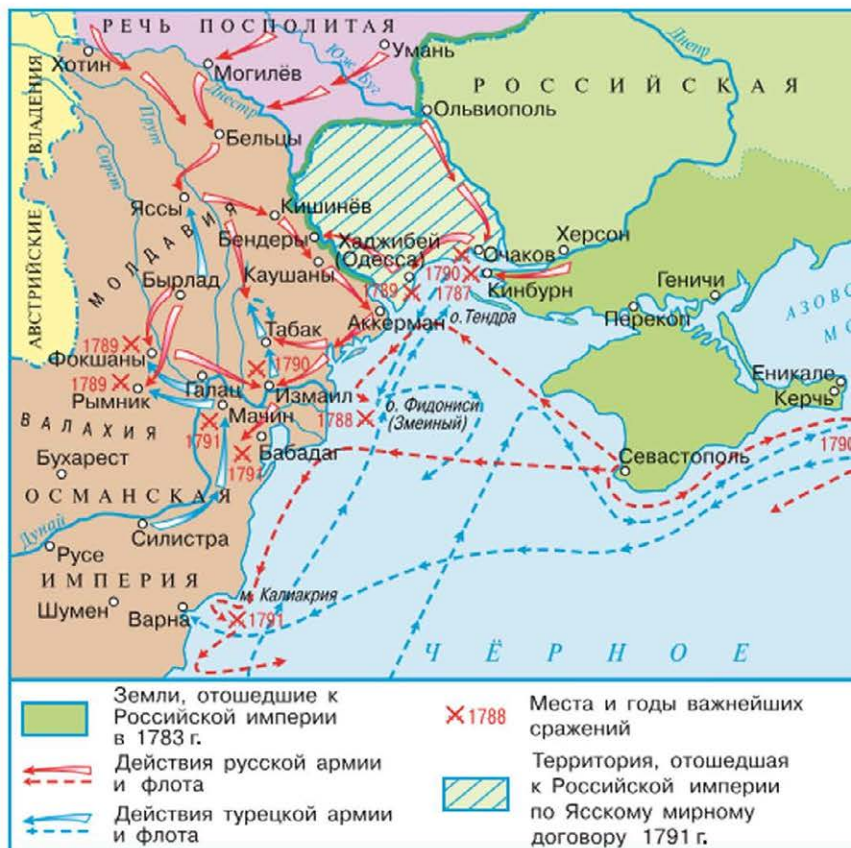 РЕЧЬ ПОСПОЛИТАЯ
Хотин
Могилёв
Умань
Юж. Буг
Днепр
РОССИЙСКАЯ
Днестр
Ольвиополь
АВСТРИЙСКИЕ ВЛАДЕНИЯ
Прут
Сирет
Бельцы
Яссы
МОЛДАВИЯ
Кишинёв
Бендеры
Хаджибей
(Одесса)
Очаков
Херсон
Каушаны
1790
1787
Кинбурн
Геничи
Бырлад
1789
Аккерман
о. Тендра
Перекоп
АЗОВС
МО
Табак
1789
Фокшаны
1790
Еникале
1789
Рымник
Галац
Измаил
Мачин
1788
о. Фидониси
(Змеиный)
Керчь
ВАЛАХИЯ
1791
Бабадаг
1791
Бухарест
Севастополь
1790
ОСМАНСКАЯ
Дунай
Силистра
Русе
ИМПЕРИЯ
м. Калиакрия
Шумен
Варна
1791
ЧЁРНОЕ
Земли, отошедшие к
Российской империи
в 1783 г.
Действия русской армии
и флота
Действия турецкой армии
и флота
1788
Места и годы важнейших
сражений
Территория, отошедшая
к Российской империи
по Ясскому мирному
договору 1791 г.